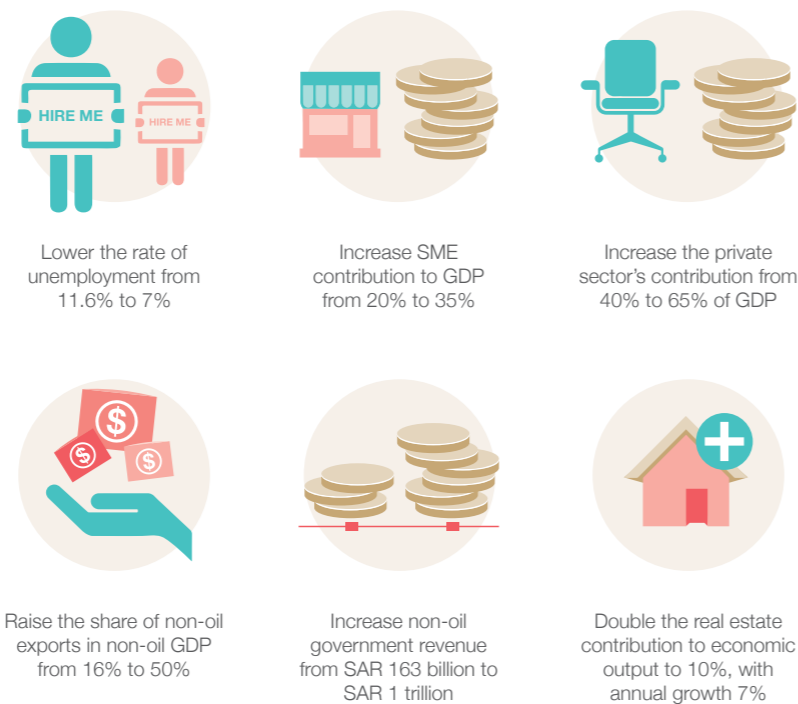 HIRE ME
HIRE ME
Lower the rate of
unemployment from
11.6% to 7%
Increase SME
contribution to GDP
from 20% to 35%
Increase the private
sector's contribution from
40% to 65% of GDP
$
$
$
Raise the share of non-oil
exports in non-oil GDP
from 16% to 50%
Increase non-oil
government revenue
from SAR 163 billion to
SAR 1 trillion
Double the real estate
contribution to economic
output to 10%, with
annual growth 7%